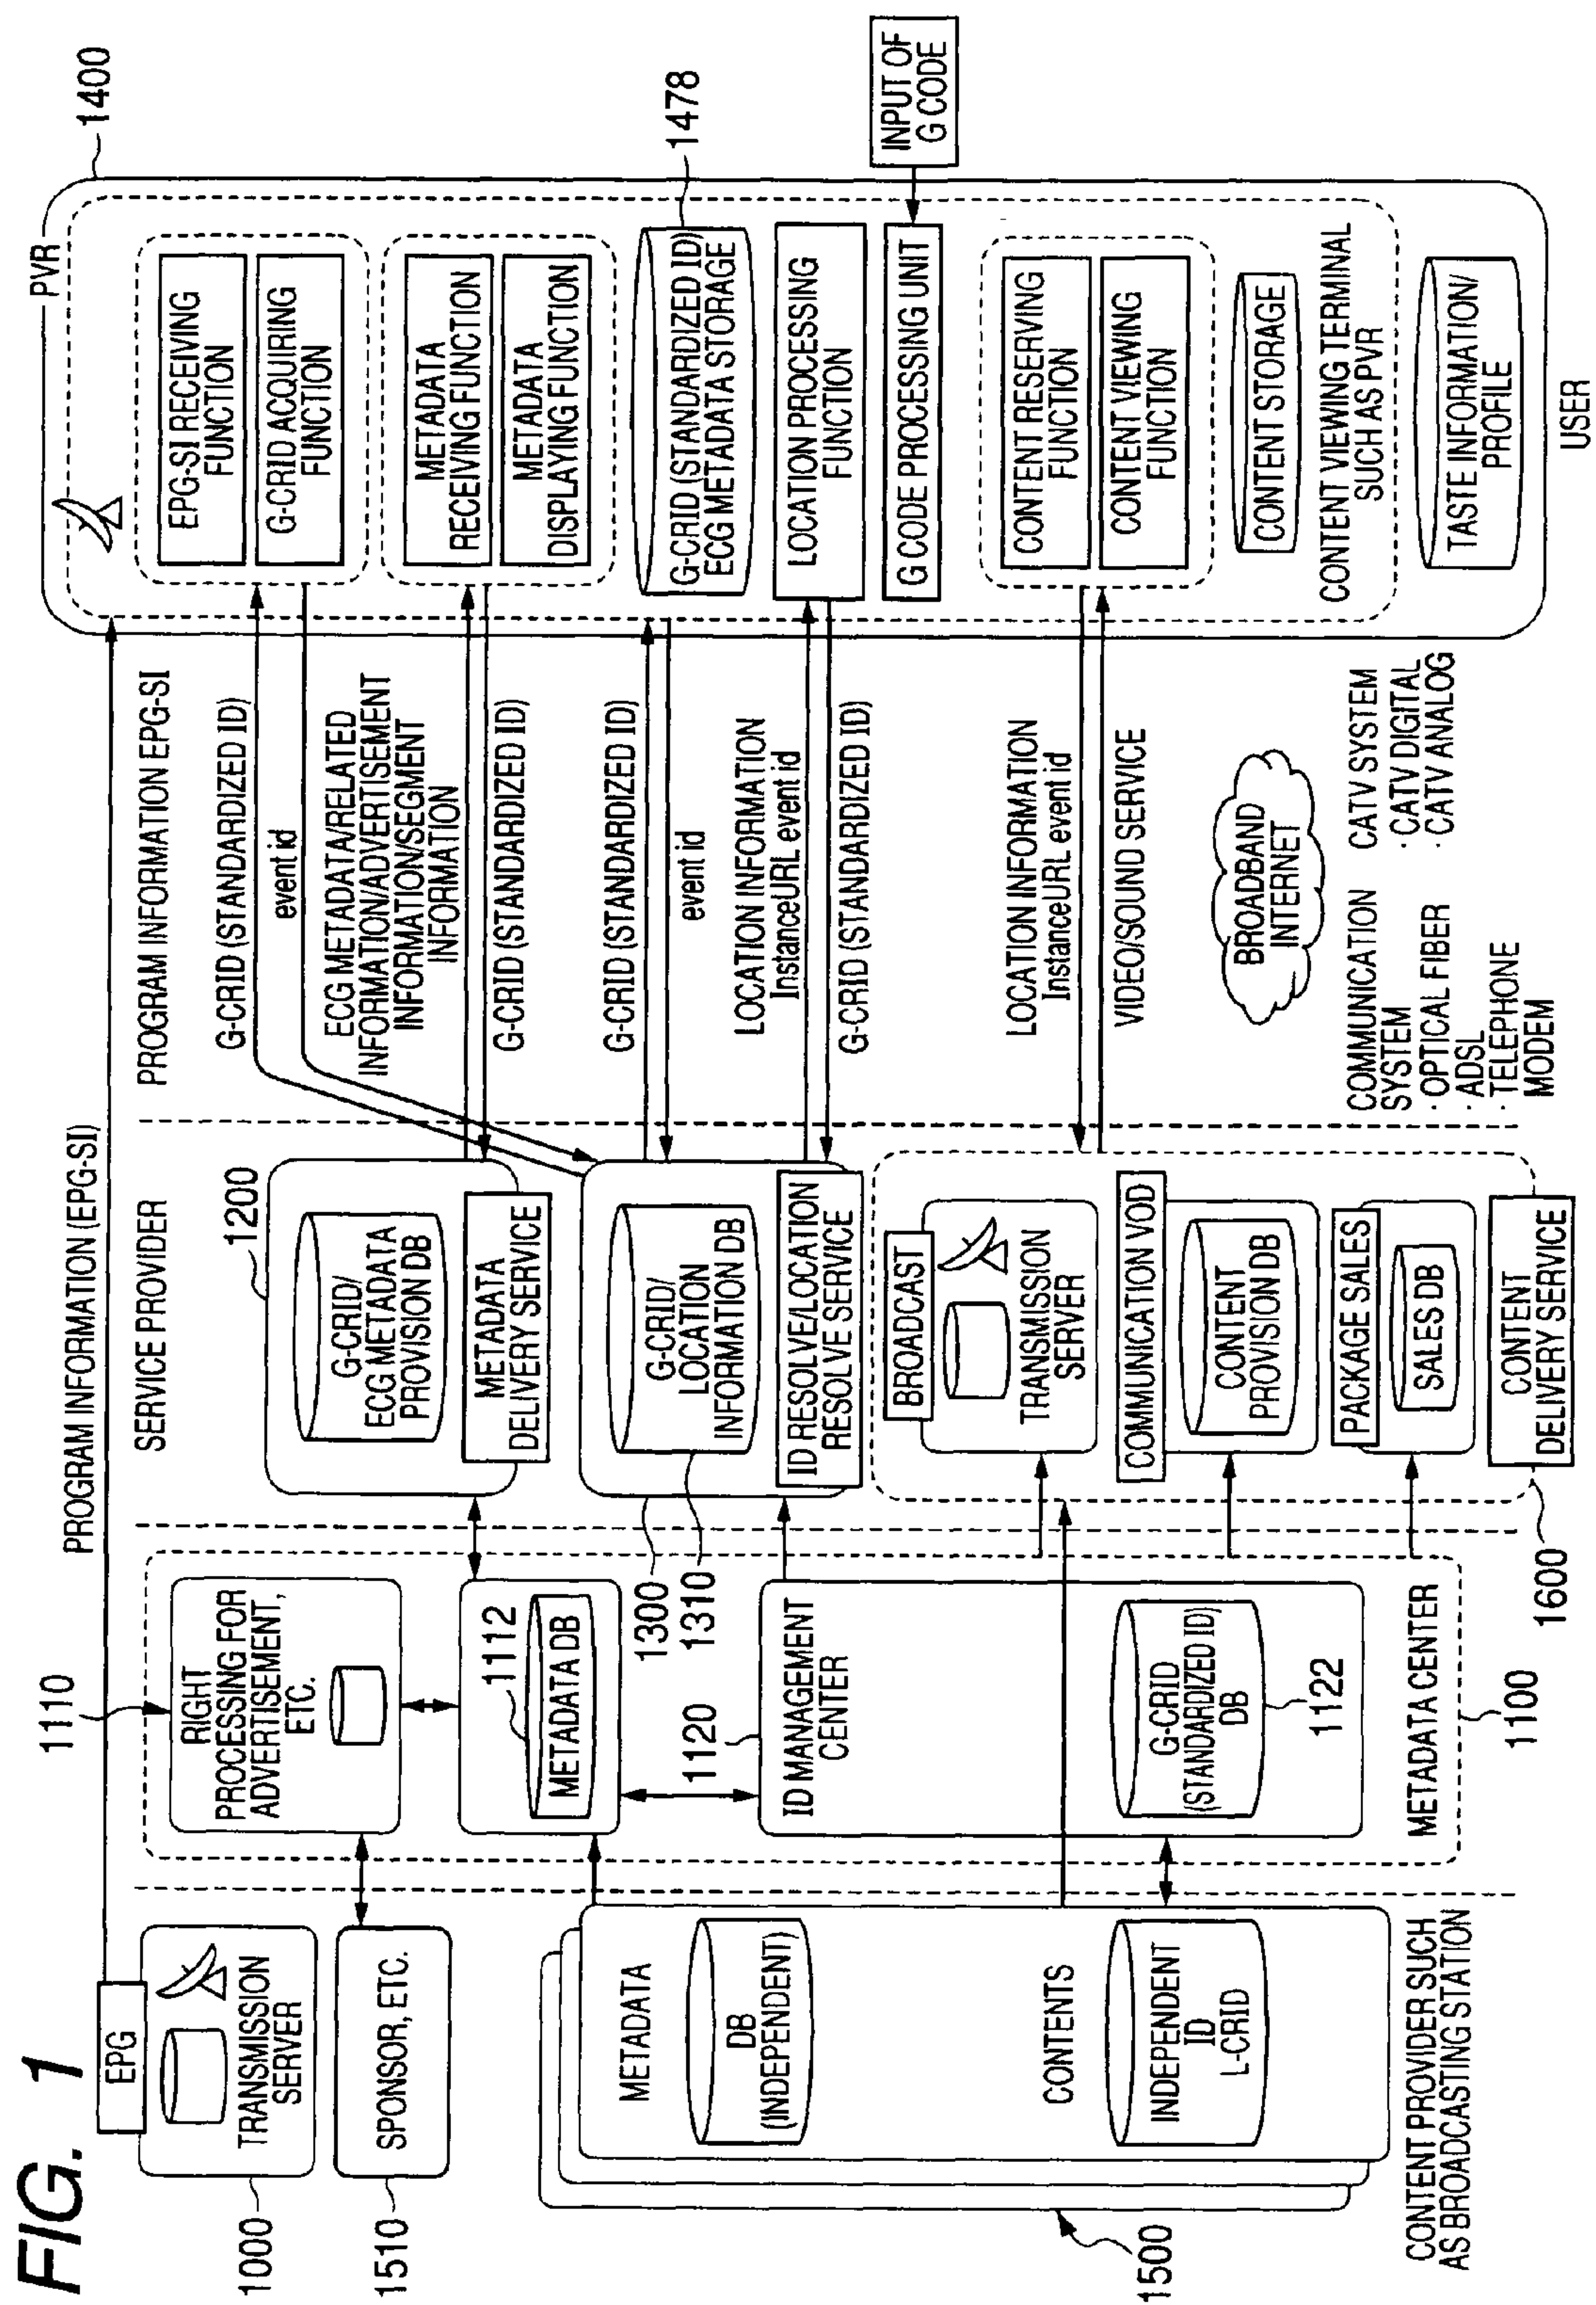 FIG. 1
EPG
TRANSMISSION
SERVER
1000
SPONSOR, ETC.
1510
METADATA
DB
(INDEPENDENT)
CONTENTS
INDEPENDENT
ID
L-CRID
1500
CONTENT PROVIDER SUCH
AS BROADCASTING STATION
PROGRAM INFORMATION (EPG-SI)
1110
RIGHT
PROCESSING FOR
ADVERTISEMENT,
ETC.
1112
METADATA DB
1120
ID MANAGEMENT
CENTER
G-CRID
(STANDARDIZED ID)
DB
1122
METADATA CENTER
1100
SERVICE PROVIDER
1200
G-CRID/
ECG METADATA
PROVISION DB
METADATA
DELIVERY SERVICE
1300
1310
G-CRID/
LOCATION
INFORMATION DB
ID RESOLVE/LOCATION
RESOLVE SERVICE
BROADCAST
TRANSMISSION
SERVER
COMMUNICATION VOD
CONTENT
PROVISION DB
PACKAGE SALES
SALES DB
CONTENT
DELIVERY SERVICE
1600
PROGRAM INFORMATION EPG-SI
G-CRID (STANDARDIZED ID)
event id
ECG METADATA/RELATED
INFORMATION/ADVERTISEMENT
INFORMATION/SEGMENT
INFORMATION
G-CRID (STANDARDIZED ID)
G-CRID (STANDARDIZED ID)
event id
LOCATION INFORMATION
InstanceURL event id
G-CRID (STANDARDIZED ID)
LOCATION INFORMATION
InstanceURL event id
VIDEO/SOUND SERVICE
BROADBAND
INTERNET
COMMUNICATION
SYSTEM
· OPTICAL FIBER
· ADSL
· TELEPHONE
MODEM
CATV SYSTEM
· CATV DIGITAL
· CATV ANALOG
PVR
1400
EPG-SI RECEIVING
FUNCTION
G-CRID ACQUIRING
FUNCTION
METADATA
RECEIVING FUNCTION
METADATA
DISPLAYING FUNCTION
G-CRID (STANDARDIZED ID)
ECG METADATA STORAGE
1478
LOCATION PROCESSING
FUNCTION
G CODE PROCESSING UNIT
INPUT OF
G CODE
CONTENT RESERVING
FUNCTION
CONTENT VIEWING
FUNCTION
CONTENT STORAGE
CONTENT VIEWING TERMINAL
SUCH AS PVR
TASTE INFORMATION/
PROFILE
USER